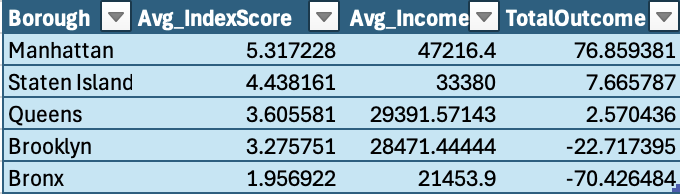 Borough Avg_IndexScore Avg_Income TotalOutcome
Manhattan 5.317228 47216.4 76.859381
Staten Island 4.438161 33380 7.665787
Queens 3.605581 29391.57143 2.570436
Brooklyn 3.275751 28471.44444 -22.717395
Bronx 1.956922 21453.9 -70.426484